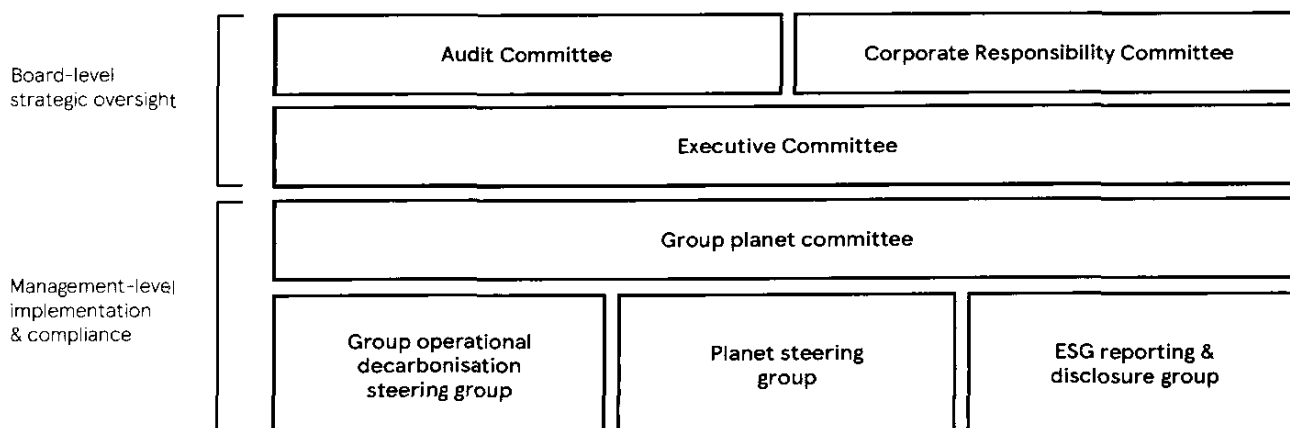 Board-level
strategic oversight
Audit Committee
Corporate Responsibility Committee
Executive Committee
Management-level
implementation
& compliance
Group planet committee
Group operational
decarbonisation
steering group
Planet steering
group
ESG reporting &
disclosure group